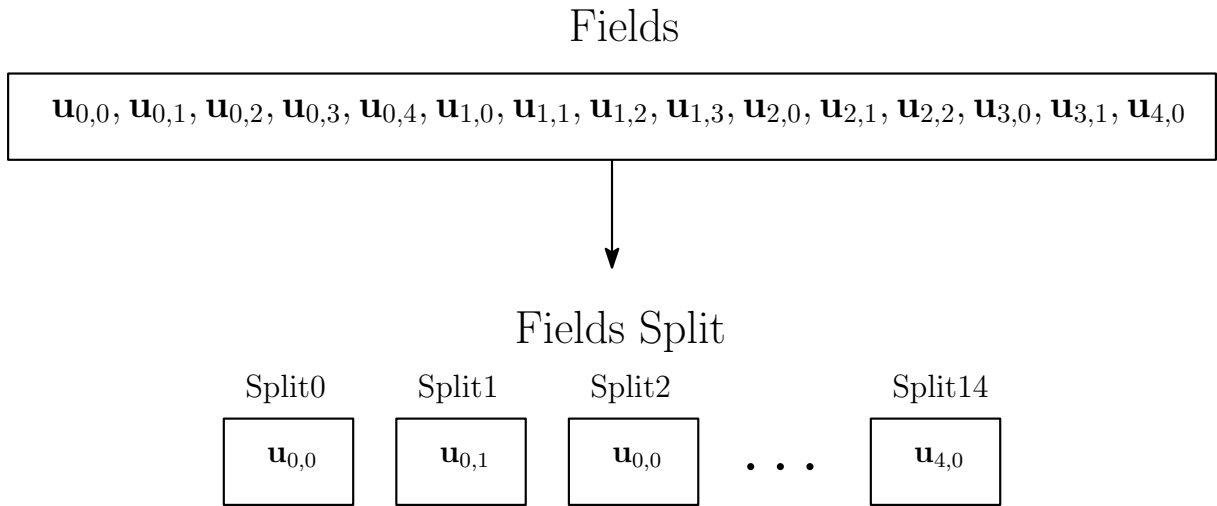 Fields
𝐮₀,₀, 𝐮₀,₁, 𝐮₀,₂, 𝐮₀,₃, 𝐮₀,₄, 𝐮₁,₀, 𝐮₁,₁, 𝐮₁,₂, 𝐮₁,₃, 𝐮₂,₀, 𝐮₂,₁, 𝐮₂,₂, 𝐮₃,₀, 𝐮₃,₁, 𝐮₄,₀
Fields Split
Split0 Split1 Split2 Split14
𝐮₀,₀ 𝐮₀,₁ 𝐮₀,₀ . . . 𝐮₄,₀